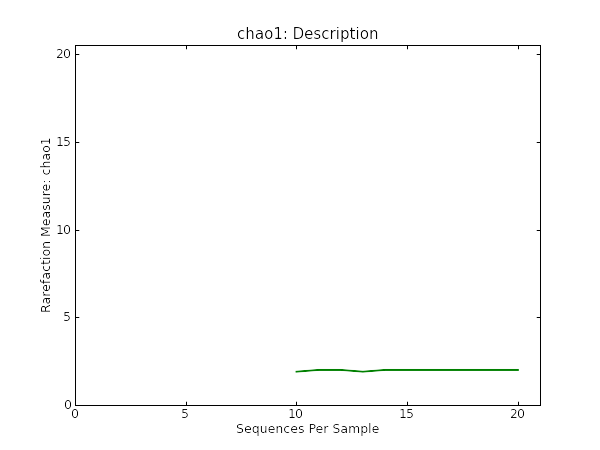 chao1: Description
Rarefaction Measure: chao1
20
15
10
5
0
0 5 10 15 20
Sequences Per Sample